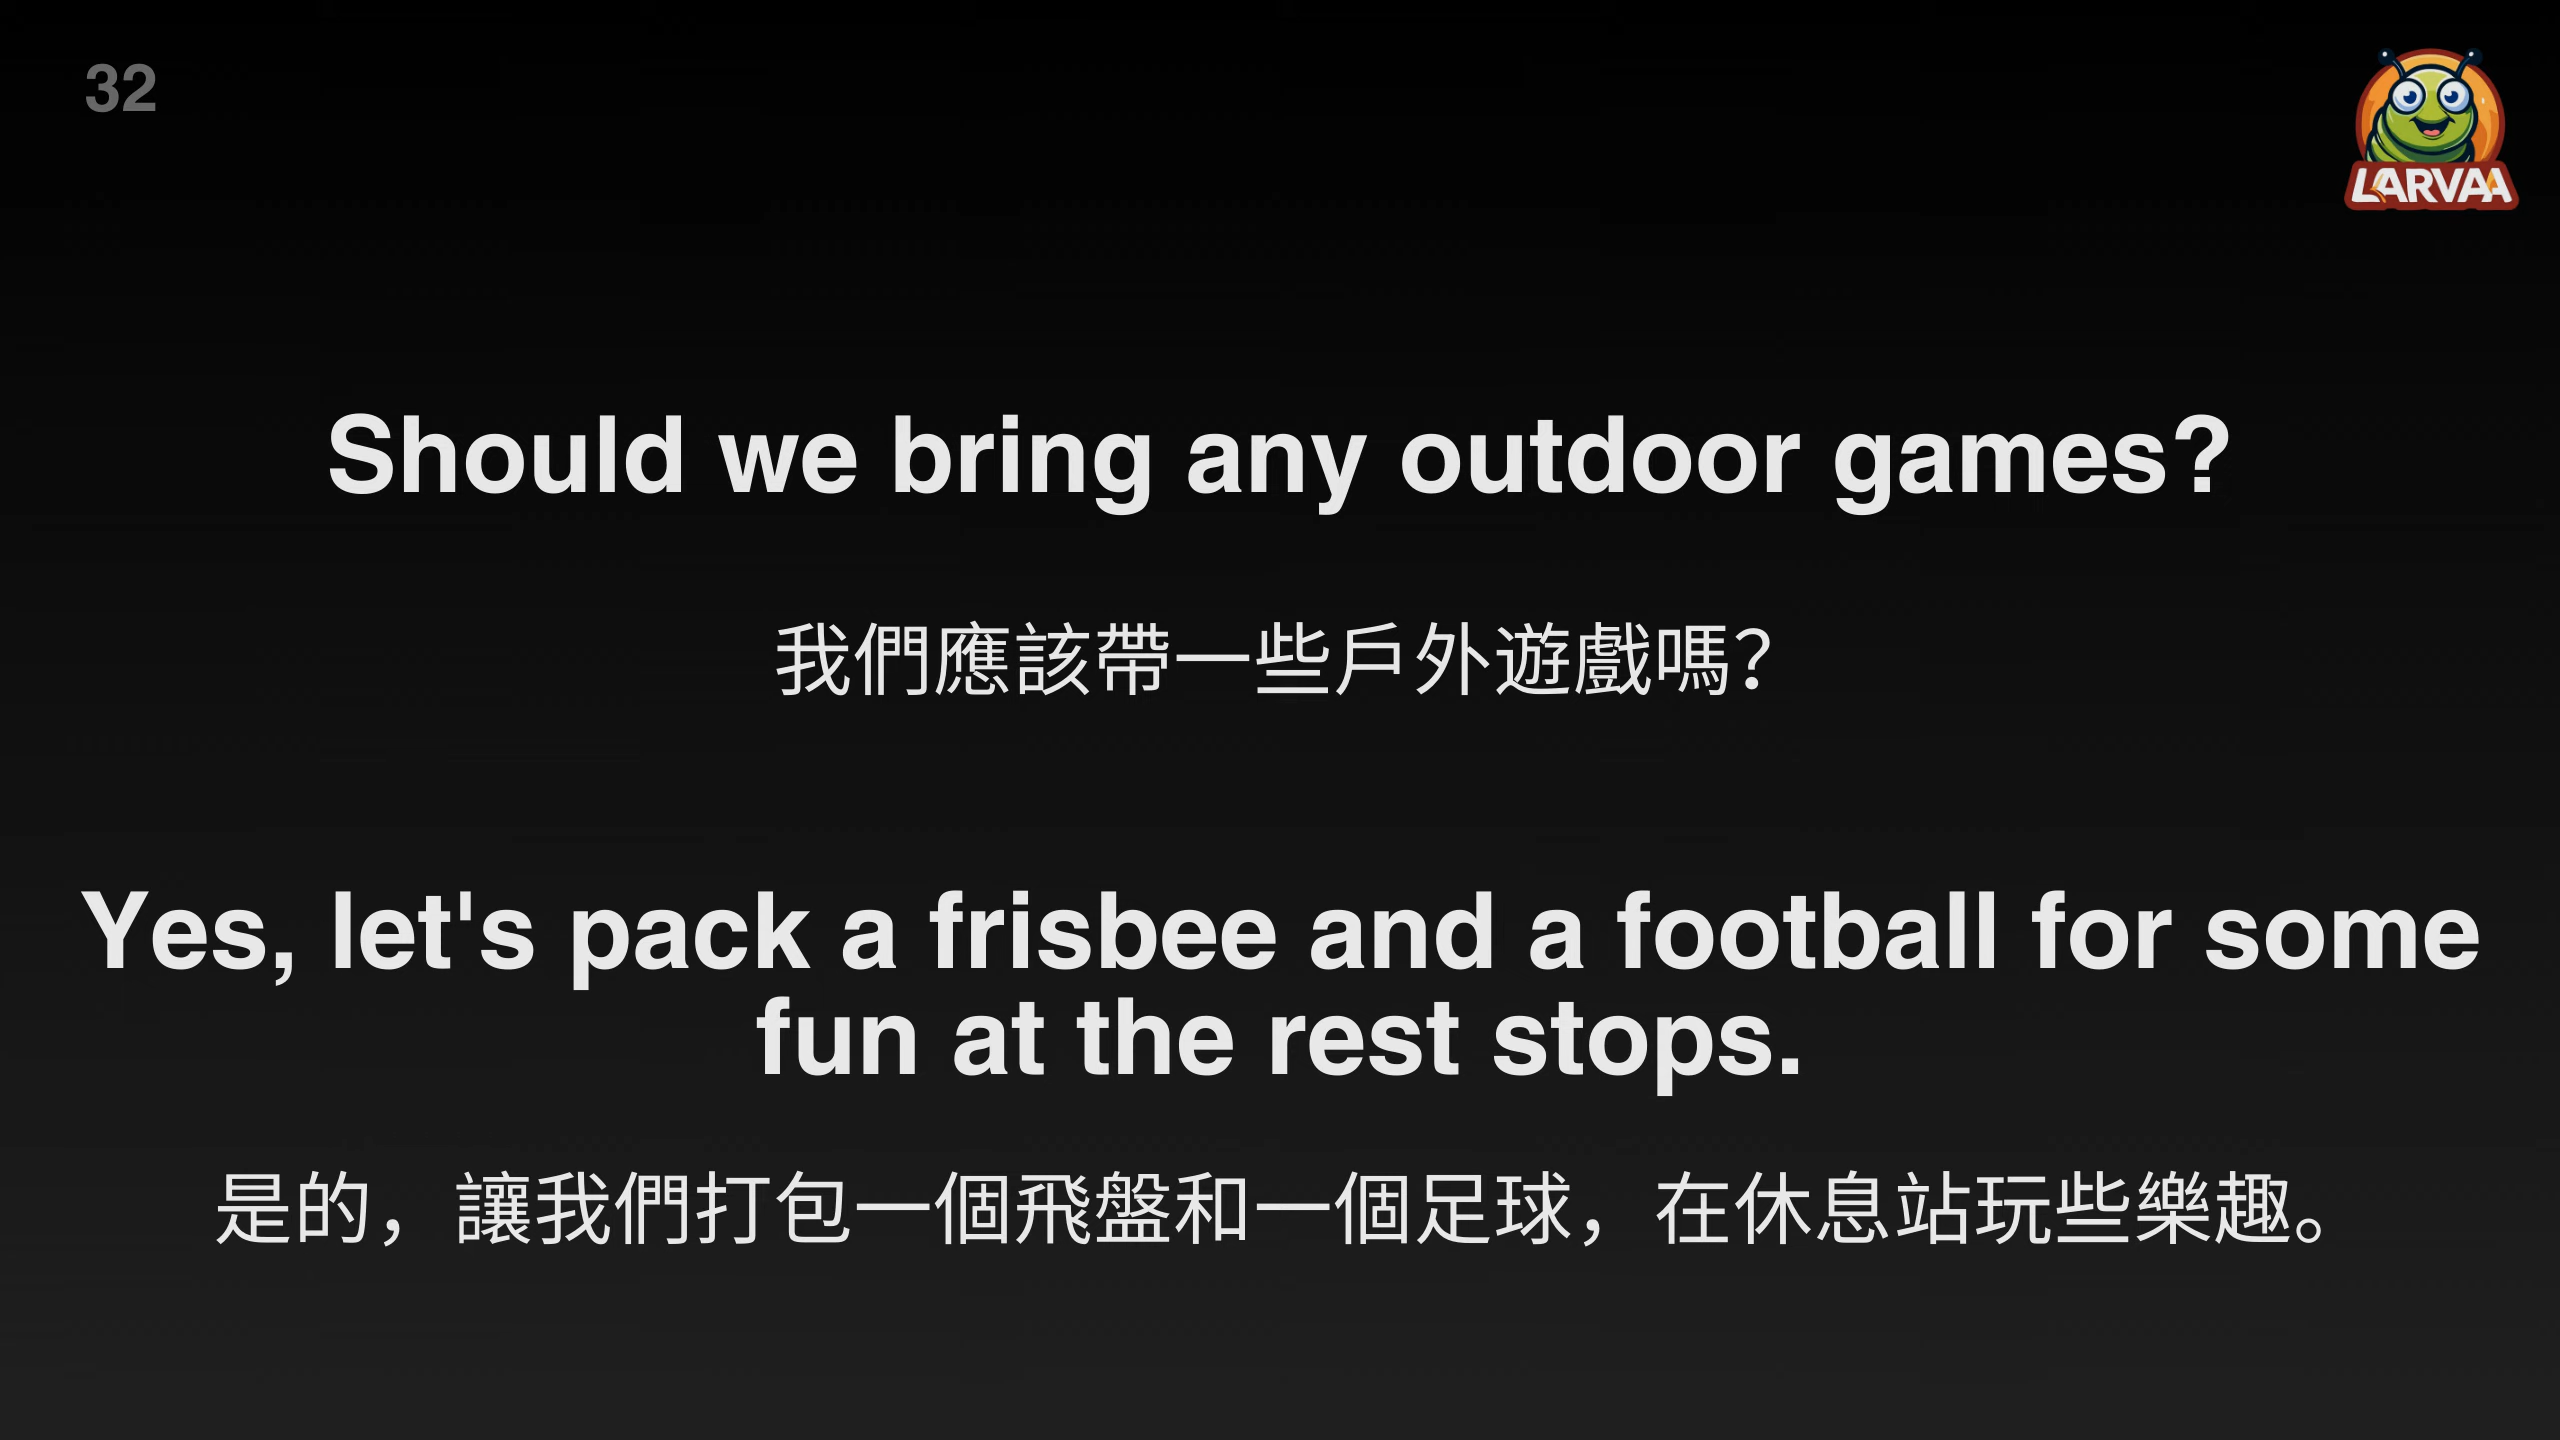 32
LARVAA
Should we bring any outdoor games?
我們應該帶一些戶外遊戲嗎?
Yes, let's pack a frisbee and a football for some
fun at the rest stops.
是的，讓我們打包一個飛盤和一個足球，在休息站玩些樂趣。